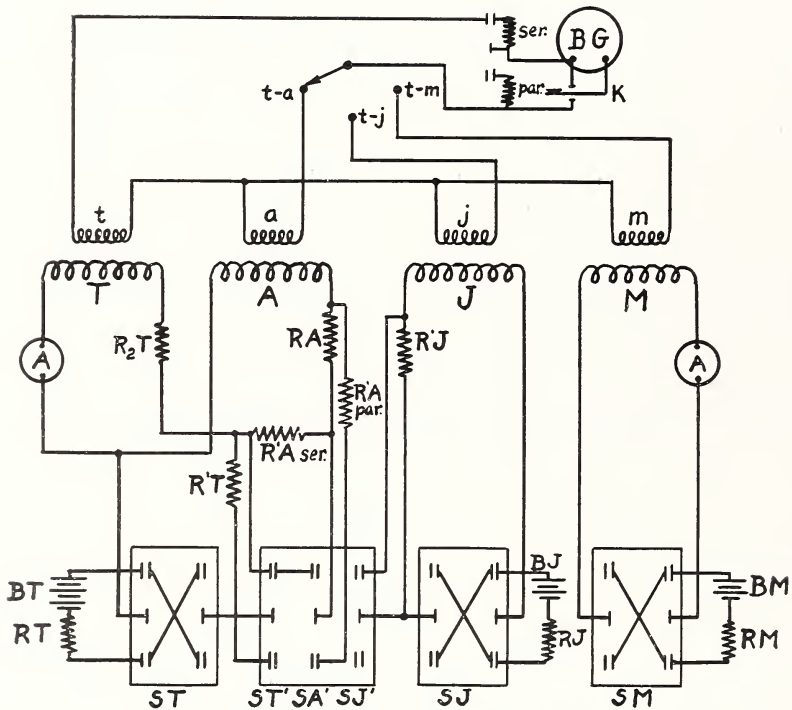 ser.
BG
t-a
par.
t-m
K
t-j
t
a
j
m
T
A
J
M
A
R₂T
RA
R'A par.
R'J
A
R'A ser.
R'T
BT
RT
BJ
RJ
BM
RM
ST
ST' SA' SJ'
SJ
SM